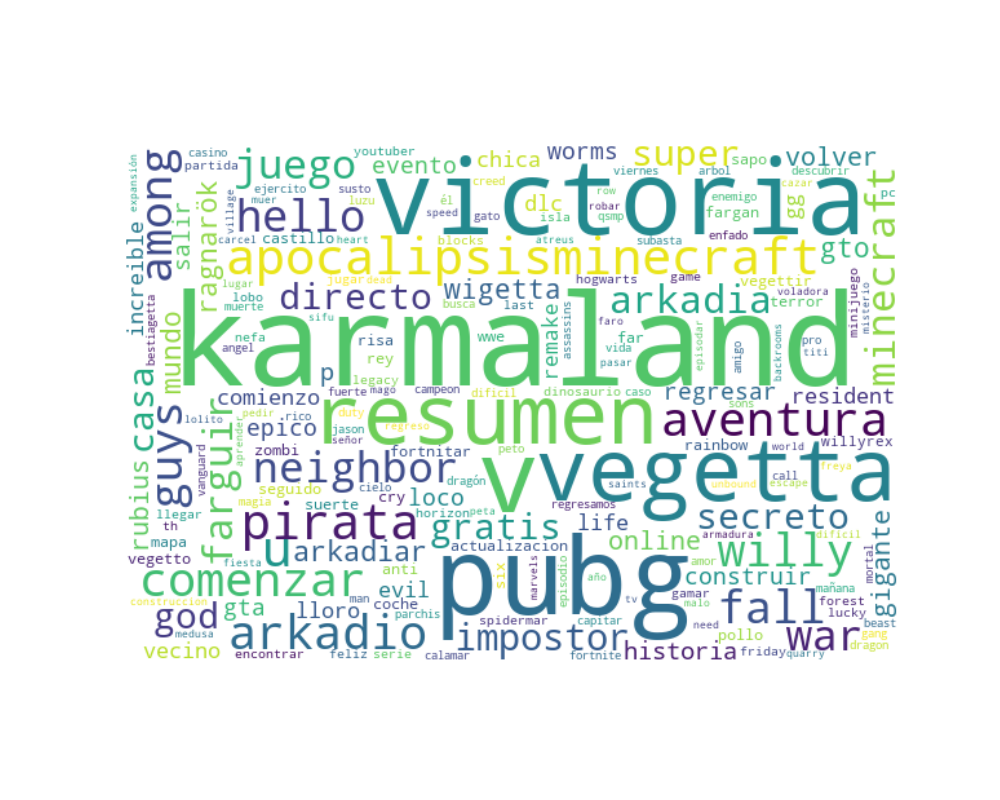 karmaland
victoria
pubg
vegetta
v
resumen
apocalipsisminecraft
aventura
juego
hello
directo
among
super
arkadia
minecraft
neighbor
pirata
comenzar
arkadio
impostor
fall
war
willy
secreto
guys
casa
farguir
god
u
arkadiar
gratis
loco
historia
gigante
construir
online
life
regresar
resident
volver
gto
worms
chica
evento
dlc
wigetta
remake
ragnarök
salir
increible
mundo
rubius
comienzo
epico
p
evil
lloro
gta
vecino
casino
partida
youtuber
expansión
ejercito
susto
luzu
muer
village
carcel
castillo
heart
speed
él
gato
creed
isla
row
robar
qsmp
viernes
arbol
sapo
descubrir
cazar
gg
pc
enemigo
fargan
enfado
subasta
blocks
atreus
hogwarts
game
vegettir
terror
voladora
minijuego
misterio
lugar
lobo
muerte
jugar
dead
busca
last
assassins
faro
far
vida
pasar
episodar
amigo
backrooms
pro
titi
bestiagetta
nefa
angel
sifu
risa
rey
wwe
legacy
fuerte
mago
campeon
dificil
dinosaurio
caso
sons
lolito
pedir
rico
duty
regreso
jason
señor
fornitar
peto
rainbow
world
willyrex
aprender
vanguard
zombi
cielo
dragón
saints
unbound
call
escape
freya
seguido
magia
suerte
cry
horizon
peta
regresamos
llegar
th
mapa
vegetto
fiesta
anti
actualizacion
six
marvels
episodio
año
amor
armadura
dificil
mañana
mortal
construccion
man
coche
parchis
spidermar
capitar
tv
malo
gamar
need
forest
lucky
beast
medusa
encontrar
feliz
serie
calamar
fortnite
pollo
friday
quarry
gang
dragon